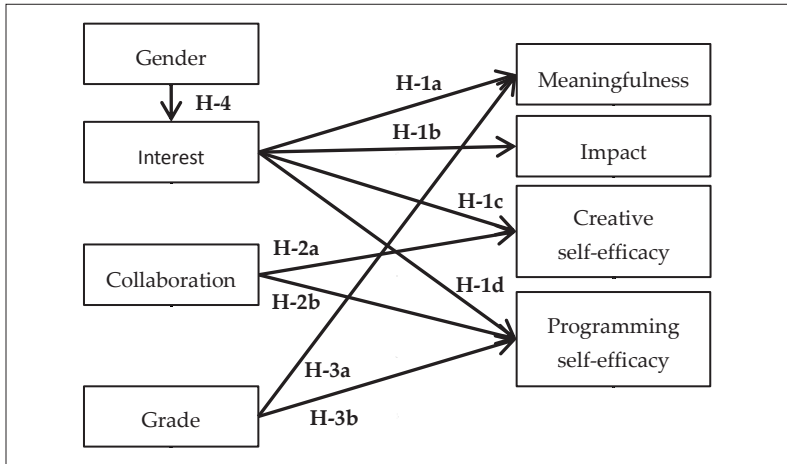 Gender
H-4
Interest
Collaboration
Grade
H-1a
H-1b
H-1c
H-2a
H-2b
H-1d
H-3a
H-3b
Meaningfulness
Impact
Creative
self-efficacy
Programming
self-efficacy